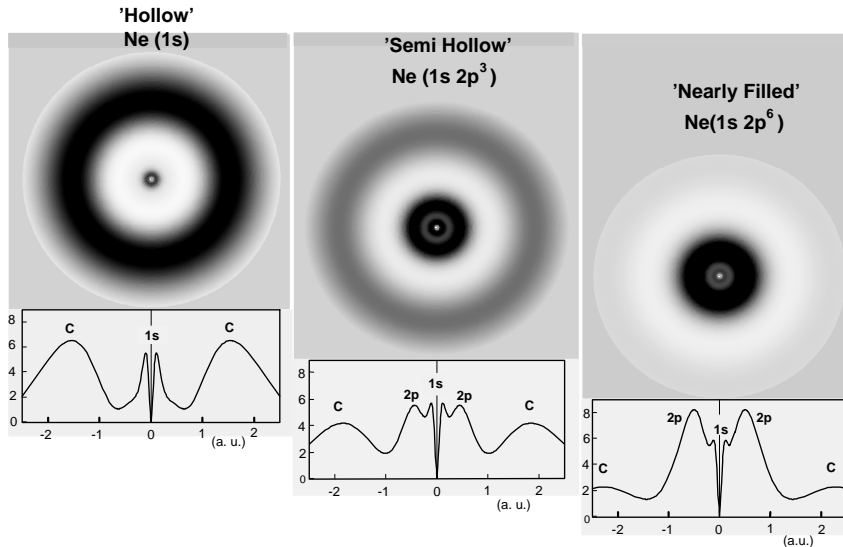 'Hollow'
Ne (1s)
8
6
4
2
0
C
1s
C
-2
-1
0
1
2
(a. u.)
'Semi Hollow'
Ne (1s 2p³)
8
6
4
2
0
C
2p
1s
2p
C
-2
-1
0
1
2
(a. u.)
'Nearly Filled'
Ne(1s 2p⁶)
8
6
4
2
0
C
2p
1s
2p
C
-2
-1
0
1
2
(a.u.)